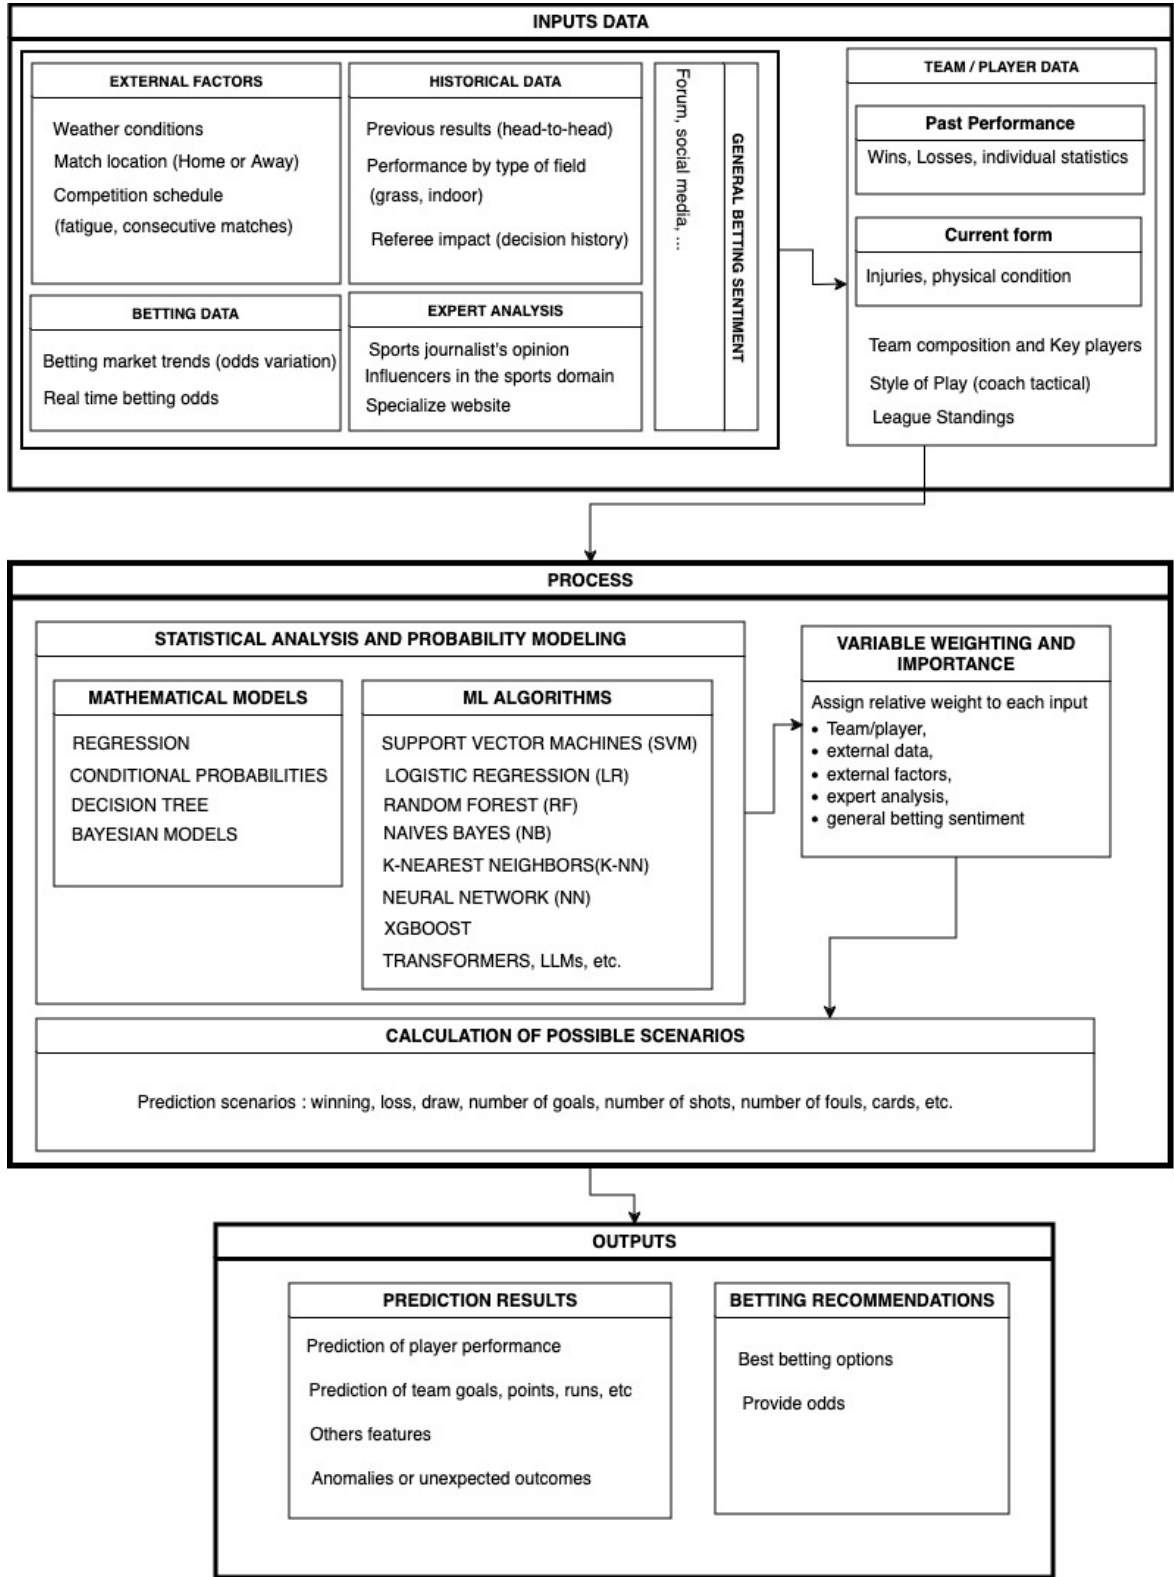 INPUTS DATA
EXTERNAL FACTORS
Weather conditions
Match location (Home or Away)
Competition schedule
(fatigue, consecutive matches)
HISTORICAL DATA
Previous results (head-to-head)
Performance by type of field
(grass, indoor)
Referee impact (decision history)
BETTING DATA
Betting market trends (odds variation)
Real time betting odds
EXPERT ANALYSIS
Sports journalist's opinion
Influencers in the sports domain
Specialize website
GENERAL BETTING SENTIMENT
Forum, social media, ...
TEAM / PLAYER DATA
Past Performance
Wins, Losses, individual statistics
Current form
Injuries, physical condition
Team composition and Key players
Style of Play (coach tactical)
League Standings
PROCESS
STATISTICAL ANALYSIS AND PROBABILITY MODELING
MATHEMATICAL MODELS
REGRESSION
CONDITIONAL PROBABILITIES
DECISION TREE
BAYESIAN MODELS
ML ALGORITHMS
SUPPORT VECTOR MACHINES (SVM)
LOGISTIC REGRESSION (LR)
RANDOM FOREST (RF)
NAIVES BAYES (NB)
K-NEAREST NEIGHBORS(K-NN)
NEURAL NETWORK (NN)
XGBOOST
TRANSFORMERS, LLMs, etc.
VARIABLE WEIGHTING AND
IMPORTANCE
Assign relative weight to each input
• Team/player,
• external data,
• external factors,
• expert analysis,
• general betting sentiment
CALCULATION OF POSSIBLE SCENARIOS
Prediction scenarios : winning, loss, draw, number of goals, number of shots, number of fouls, cards, etc.
OUTPUTS
PREDICTION RESULTS
Prediction of player performance
Prediction of team goals, points, runs, etc
Others features
Anomalies or unexpected outcomes
BETTING RECOMMENDATIONS
Best betting options
Provide odds